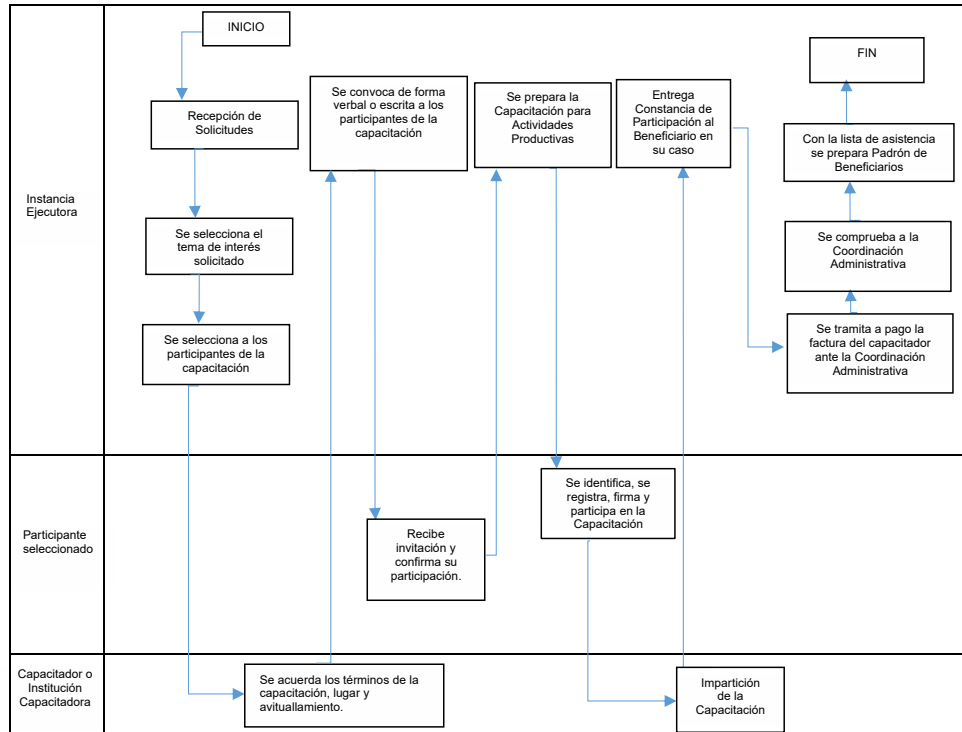 INICIO
Recepción de
Solicitudes
Se selecciona el
tema de interés
solicitado
Se selecciona a los
participantes de la
capacitación
Se convoca de forma
verbal o escrita a los
participantes de la
capacitación
Se prepara la
Capacitación para
Actividades
Productivas
Entrega
Constancia de
Participación al
Beneficiario en
su caso
FIN
Con la lista de asistencia
se prepara Padrón de
Beneficiarios
Se comprueba a la
Coordinación
Administrativa
Se tramita a pago la
factura del capacitador
ante la Coordinación
Administrativa
Instancia
Ejecutora
Participante
seleccionado
Recibe
invitación y
confirma su
participación.
Se identifica, se
registra, firma y
participa en la
Capacitación
Capacitador o
Institución
Capacitadora
Se acuerda los términos de la
capacitación, lugar y
avituallamiento.
Impartición
de la
Capacitación